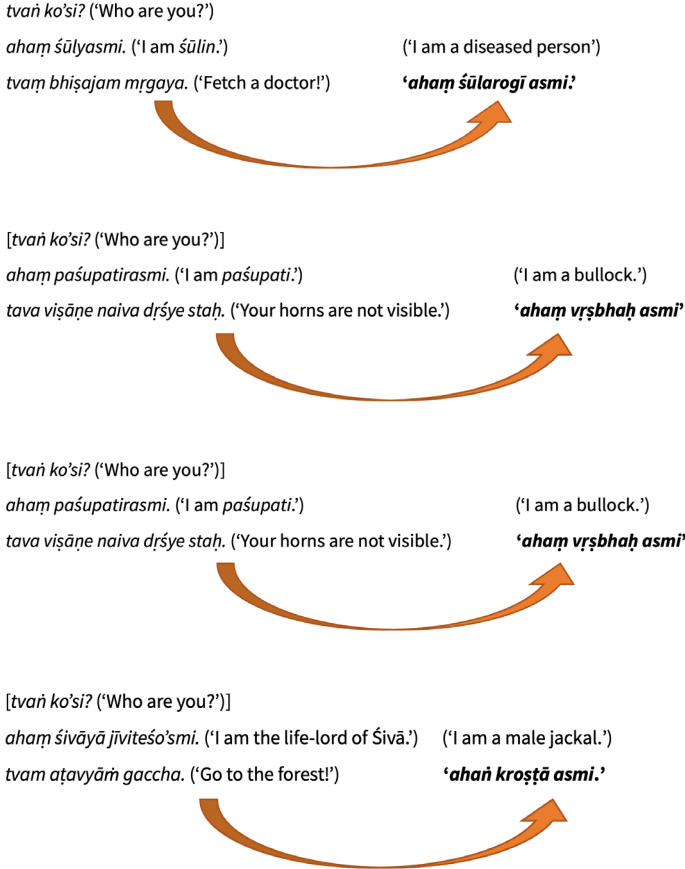 tvaṅ ko’si? (‘Who are you?’)
ahaṃ śūlyasmi. (‘I am śūlin.’) (‘I am a diseased person’)
tvaṃ bhiṣajam mṛgaya. (‘Fetch a doctor!’) ‘ahaṃ śūlarogī asmi.’
[tvaṅ ko’si? (‘Who are you?’)]
ahaṃ paśupatirasmi. (‘I am paśupati.’) (‘I am a bullock.’)
tava viṣāṇe naiva dṛśye staḥ. (‘Your horns are not visible.’) ‘ahaṃ vṛṣbhaḥ asmi’
[tvaṅ ko’si? (‘Who are you?’)]
ahaṃ paśupatirasmi. (‘I am paśupati.’) (‘I am a bullock.’)
tava viṣāṇe naiva dṛśye staḥ. (‘Your horns are not visible.’) ‘ahaṃ vṛṣbhaḥ asmi’
[tvaṅ ko’si? (‘Who are you?’)]
ahaṃ śivāyā jīviteśo’smi. (‘I am the life-lord of Śivā.’) (‘I am a male jackal.’)
tvam aṭavyāṁ gaccha. (‘Go to the forest!’) ‘ahaṅ kroṣṭā asmi.’